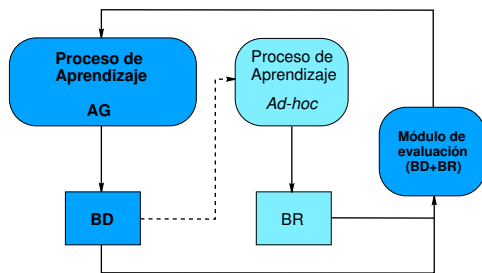 Proceso de
Aprendizaje
AG
Proceso de
Aprendizaje
Ad-hoc
Módulo de
evaluación
(BD+BR)
BD
BR